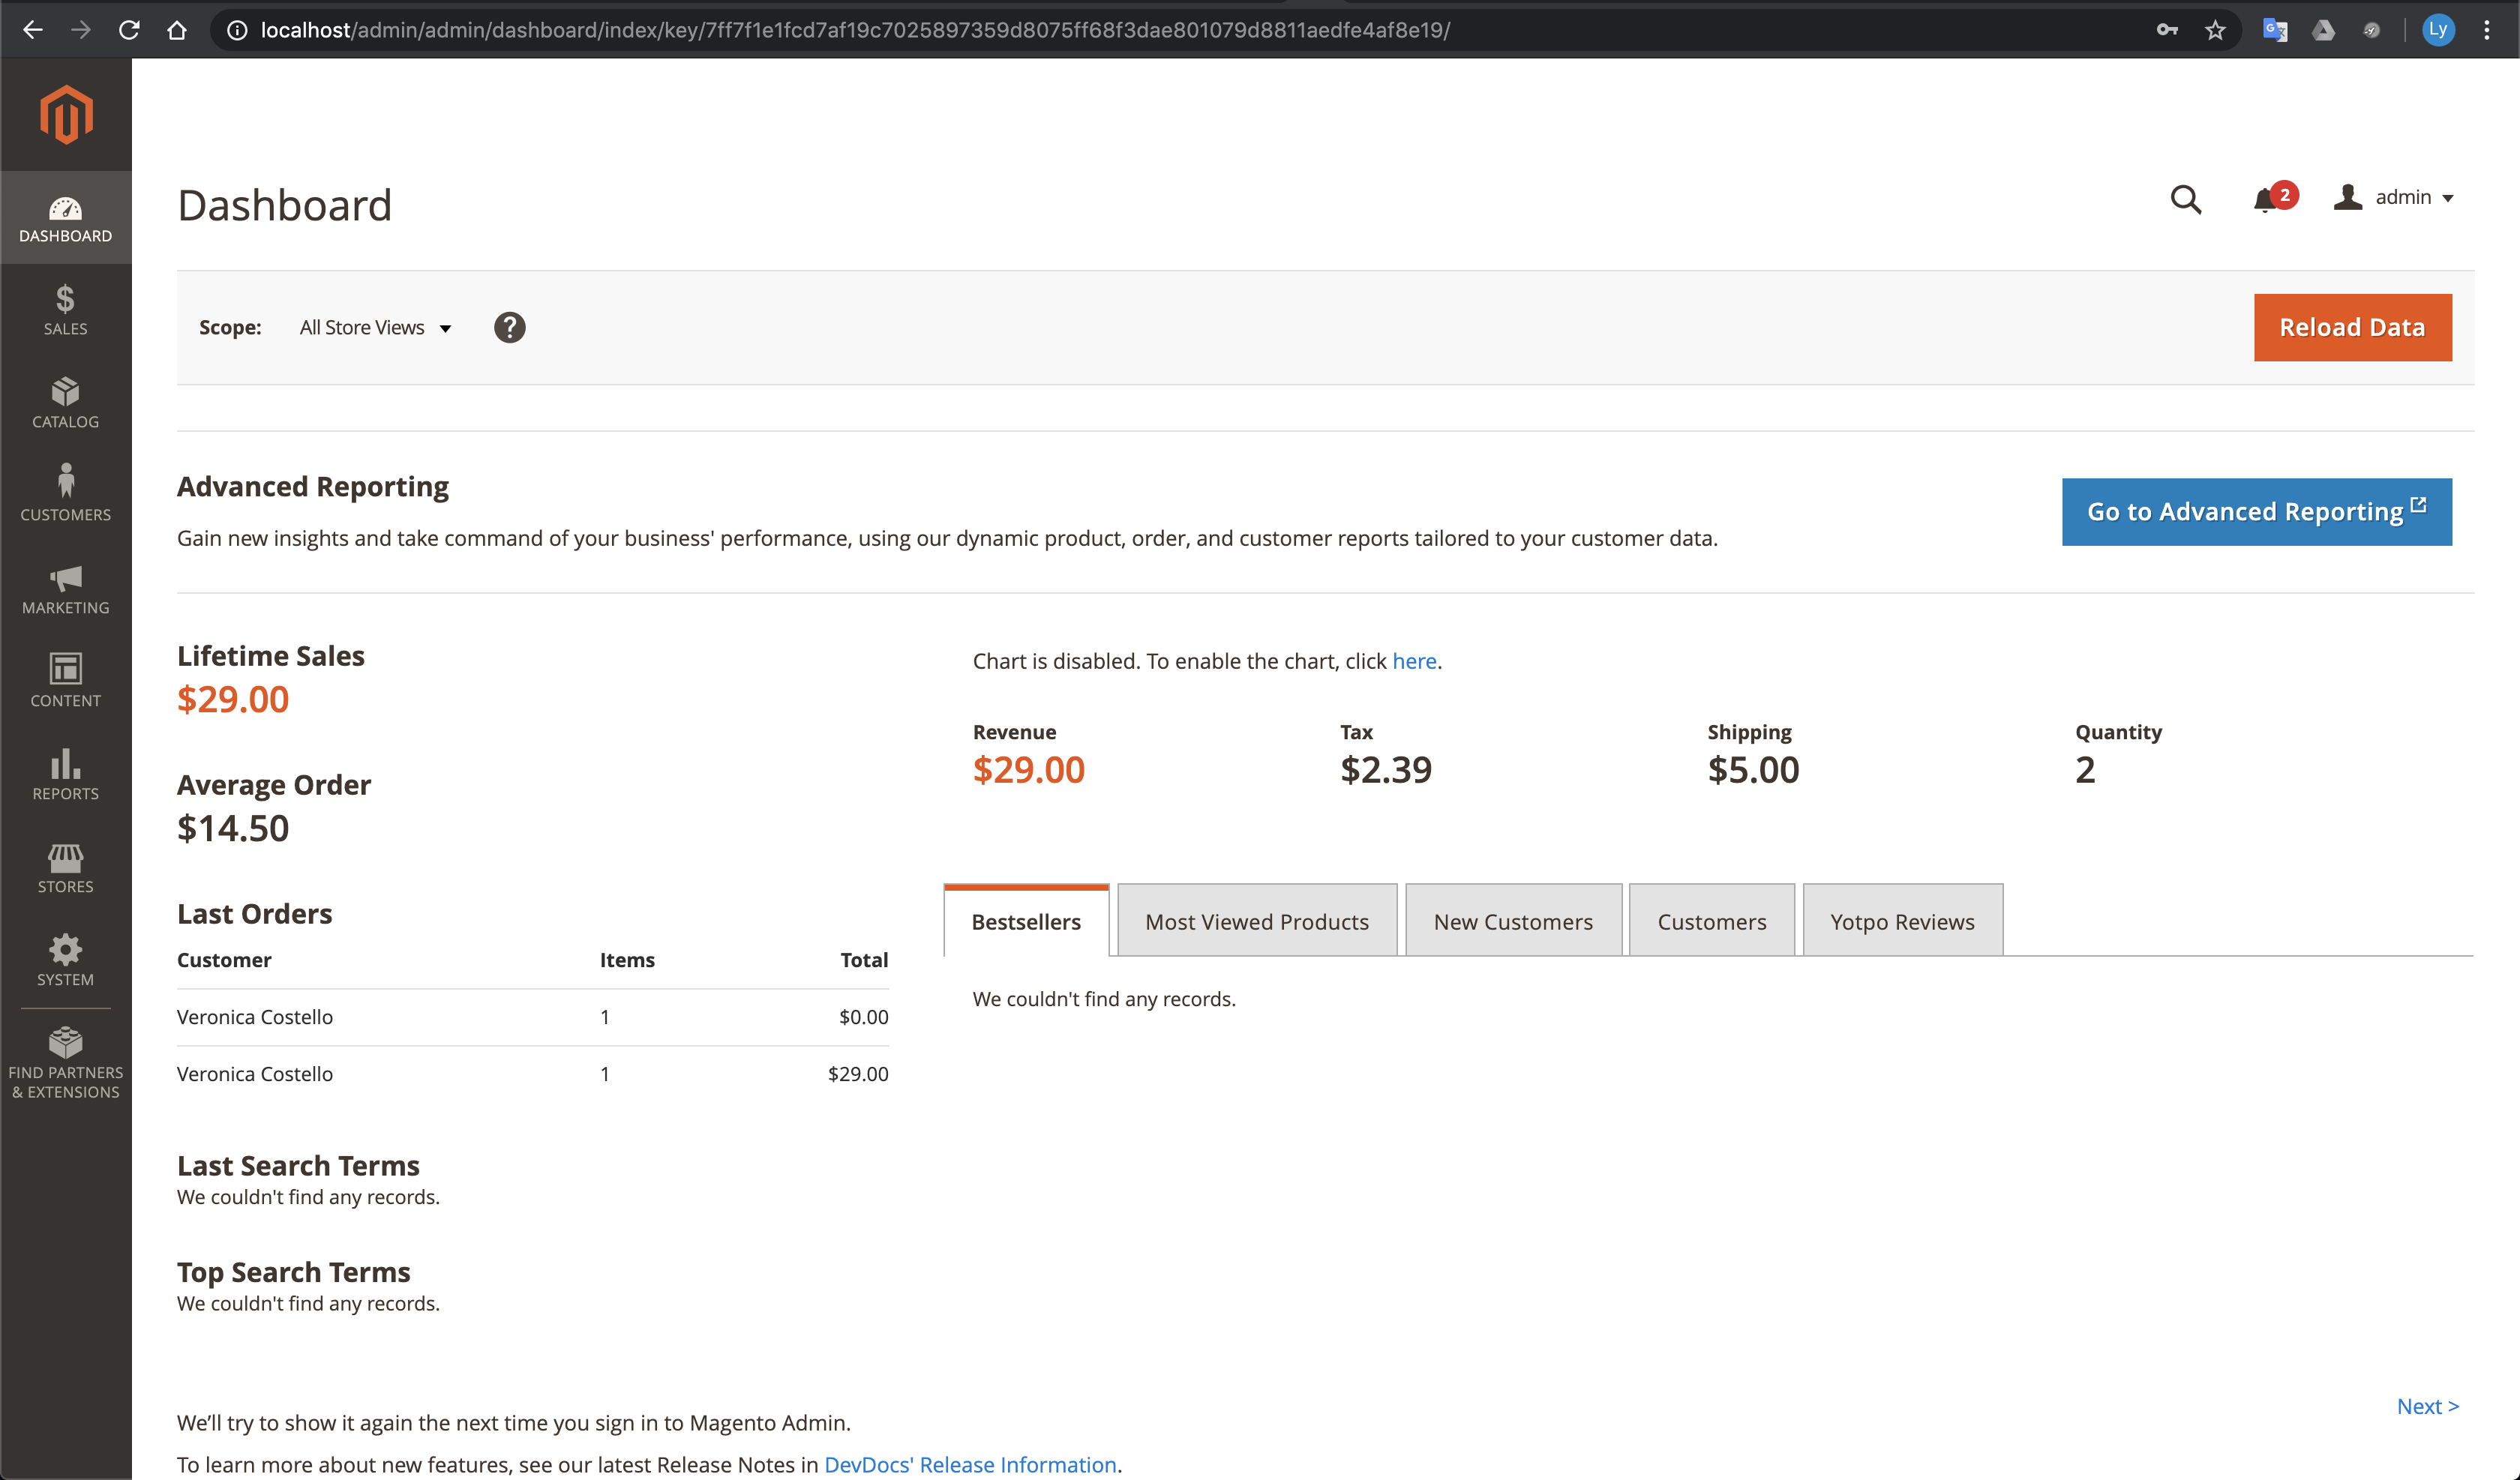 localhost/admin/admin/dashboard/index/key/7ff7f1e1fcd7af19c7025897359d8075ff68f3dae801079d8811aedfe4af8e19/
Ly
DASHBOARD
SALES
CATALOG
CUSTOMERS
MARKETING
CONTENT
REPORTS
STORES
SYSTEM
FIND PARTNERS
& EXTENSIONS
Dashboard
2
admin
Scope: All Store Views ?
Reload Data
Advanced Reporting
Gain new insights and take command of your business' performance, using our dynamic product, order, and customer reports tailored to your customer data.
Go to Advanced Reporting
Lifetime Sales
$29.00
Average Order
$14.50
Last Orders
Customer Items Total
Veronica Costello 1 $0.00
Veronica Costello 1 $29.00
Last Search Terms
We couldn't find any records.
Top Search Terms
We couldn't find any records.
Chart is disabled. To enable the chart, click here.
Revenue Tax Shipping Quantity
$29.00 $2.39 $5.00 2
Bestsellers Most Viewed Products New Customers Customers Yotpo Reviews
We couldn't find any records.
Next >
We’ll try to show it again the next time you sign in to Magento Admin.
To learn more about new features, see our latest Release Notes in DevDocs' Release Information.